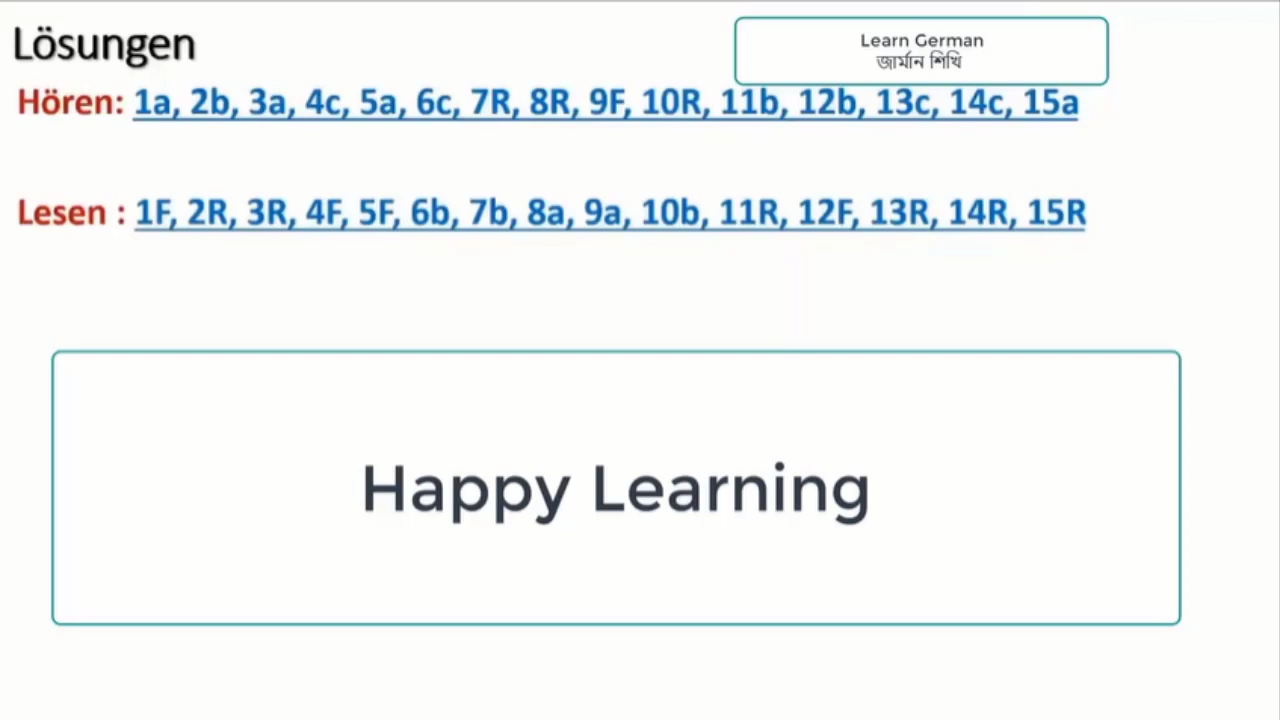 Lösungen
Learn German
জার্মান শিখি
Hören: 1a, 2b, 3a, 4c, 5a, 6c, 7R, 8R, 9F, 10R, 11b, 12b, 13c, 14c, 15a
Lesen : 1F, 2R, 3R, 4F, 5F, 6b, 7b, 8a, 9a, 10b, 11R, 12F, 13R, 14R, 15R
Happy Learning